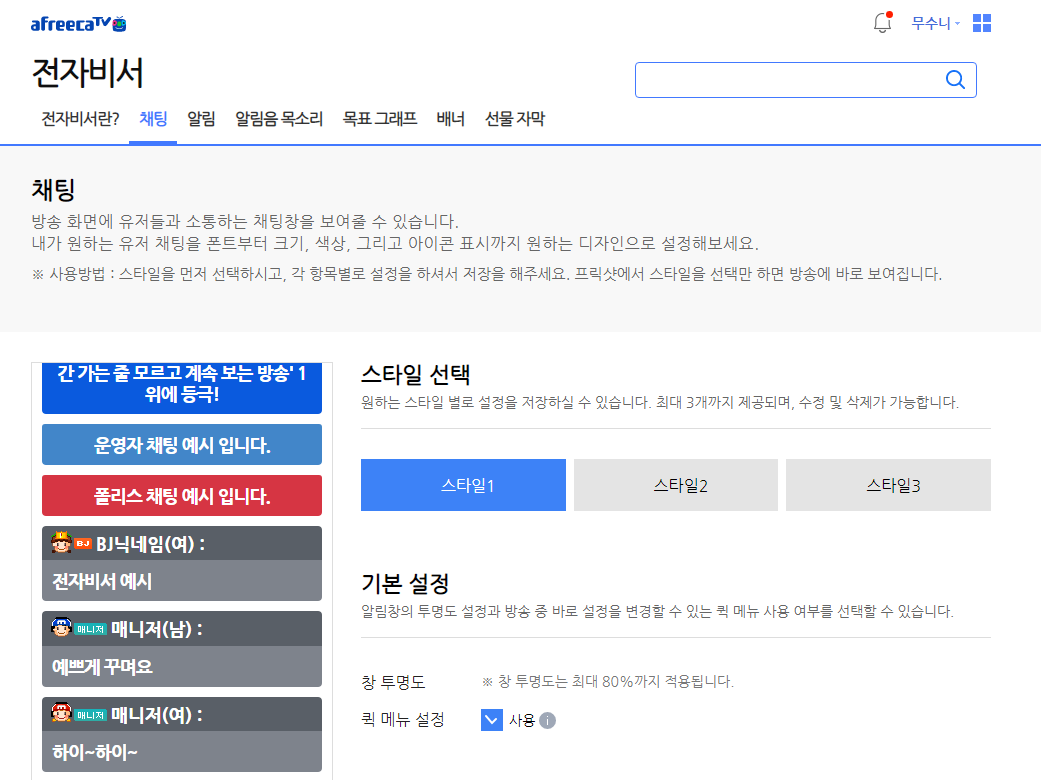 afreecaTV
무수니
전자비서
전자비서란? 채팅 알림 알림음 목소리 목표 그래프 배너 선물 자막
채팅
방송 화면에 유저들과 소통하는 채팅창을 보여줄 수 있습니다.
내가 원하는 유저 채팅을 폰트부터 크기, 색상, 그리고 아이콘 표시까지 원하는 디자인으로 설정해보세요.
※ 사용방법 : 스타일을 먼저 선택하시고, 각 항목별로 설정을 하셔서 저장을 해주세요. 프릭샷에서 스타일을 선택만 하면 방송에 바로 보여집니다.
간 가는 줄 모르고 계속 보는 방송' 1
위에 등극!
운영자 채팅 예시 입니다.
폴리스 채팅 예시 입니다.
BJ BJ닉네임(여) :
전자비서 예시
매니저 매니저(남) :
예쁘게 꾸며요
매니저 매니저(여) :
하이~하이~
스타일 선택
원하는 스타일 별로 설정을 저장하실 수 있습니다. 최대 3개까지 제공되며, 수정 및 삭제가 가능합니다.
스타일1 스타일2 스타일3
기본 설정
알림창의 투명도 설정과 방송 중 바로 설정을 변경할 수 있는 퀵 메뉴 사용 여부를 선택할 수 있습니다.
창 투명도 ※ 창 투명도는 최대 80%까지 적용됩니다.
퀵 메뉴 설정 사용 i